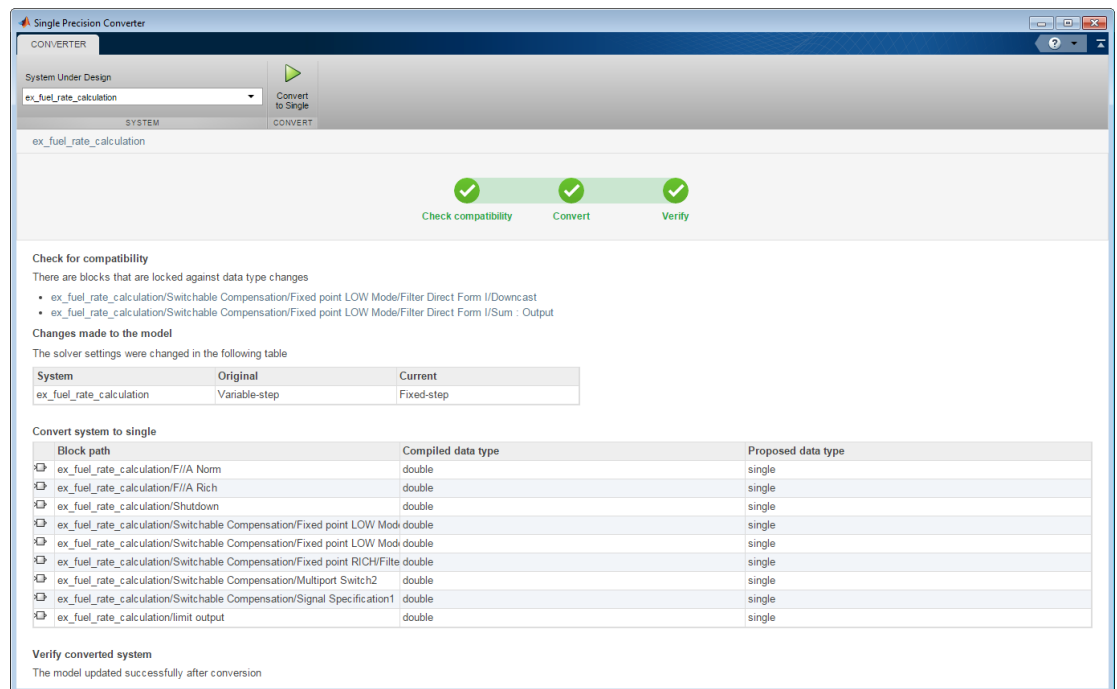 Single Precision Converter
CONVERTER
System Under Design
ex_fuel_rate_calculation
Convert
to Single
SYSTEM
CONVERT
ex_fuel_rate_calculation
Check compatibility
Convert
Verify
Check for compatibility
There are blocks that are locked against data type changes
• ex_fuel_rate_calculation/Switchable Compensation/Fixed point LOW Mode/Filter Direct Form I/Downcast
• ex_fuel_rate_calculation/Switchable Compensation/Fixed point LOW Mode/Filter Direct Form I/Sum : Output
Changes made to the model
The solver settings were changed in the following table
System Original Current
ex_fuel_rate_calculation Variable-step Fixed-step
Convert system to single
Block path Compiled data type Proposed data type
ex_fuel_rate_calculation/F//A Norm double single
ex_fuel_rate_calculation/F//A Rich double single
ex_fuel_rate_calculation/Shutdown double single
ex_fuel_rate_calculation/Switchable Compensation/Fixed point LOW Mod double single
ex_fuel_rate_calculation/Switchable Compensation/Fixed point LOW Mod double single
ex_fuel_rate_calculation/Switchable Compensation/Fixed point RICH/Filte double single
ex_fuel_rate_calculation/Switchable Compensation/Multiport Switch2 double single
ex_fuel_rate_calculation/Switchable Compensation/Signal Specification1 double single
ex_fuel_rate_calculation/limit output double single
Verify converted system
The model updated successfully after conversion